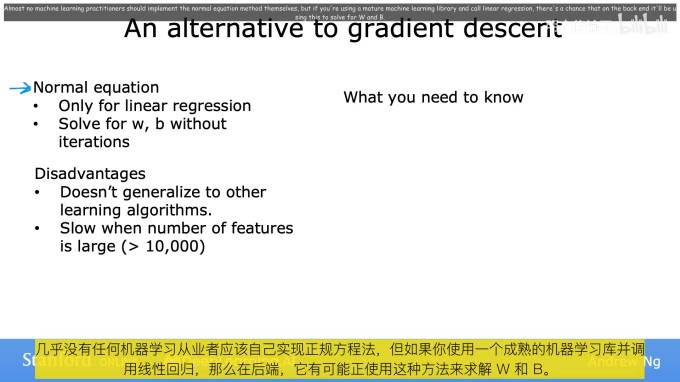 Almost no machine learning practitioners should implement the normal equation method themselves, but if you're using a mature machine learning library and call linear regression, there's a chance that on the back end it'll be u
sing this to solve for W and B.
An alternative to gradient descent
Normal equation
• Only for linear regression
• Solve for w, b without
iterations
What you need to know
Disadvantages
• Doesn't generalize to other
learning algorithms.
• Slow when number of features
is large (> 10,000)
几乎没有任何机器学习从业者应该自己实现正规方程法，但如果你使用一个成熟的机器学习库并调
用线性回归，那么在后端，它有可能正使用这种方法来求解 W 和 B。